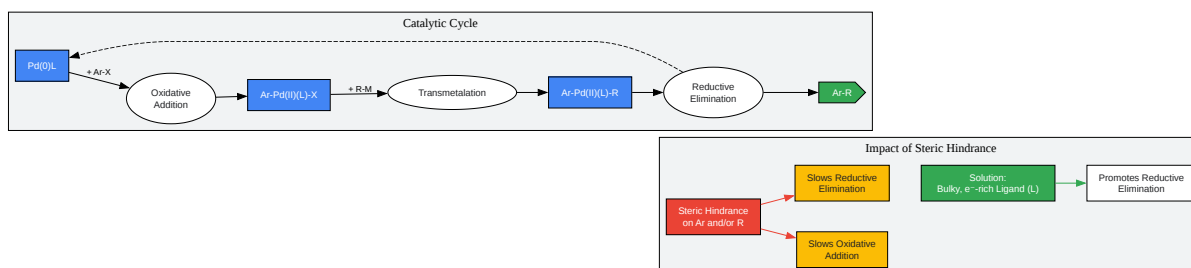 Catalytic Cycle
Pd(0)L
+ Ar-X
Oxidative
Addition
Ar-Pd(II)(L)-X
+ R-M
Transmetalation
Ar-Pd(II)(L)-R
Reductive
Elimination
Ar-R
Impact of Steric Hindrance
Steric Hindrance
on Ar and/or R
Slows Reductive
Elimination
Slows Oxidative
Addition
Solution:
Bulky, e⁻-rich Ligand (L)
Promotes Reductive
Elimination